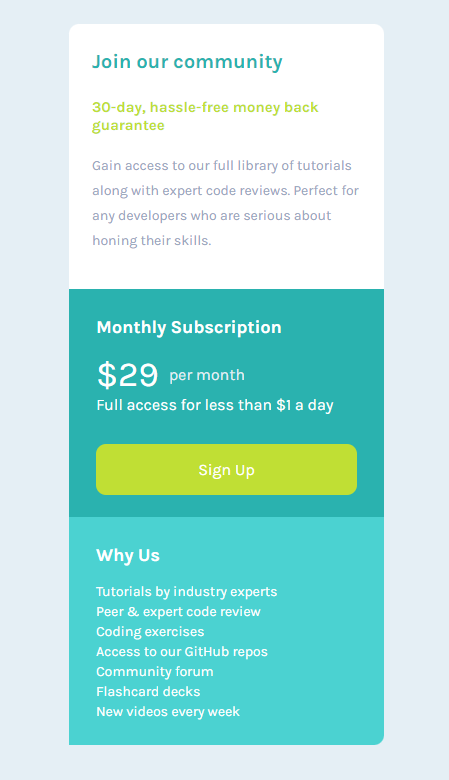 Join our community
30-day, hassle-free money back
guarantee
Gain access to our full library of tutorials
along with expert code reviews. Perfect for
any developers who are serious about
honing their skills.
Monthly Subscription
$29 per month
Full access for less than $1 a day
Sign Up
Why Us
Tutorials by industry experts
Peer & expert code review
Coding exercises
Access to our GitHub repos
Community forum
Flashcard decks
New videos every week